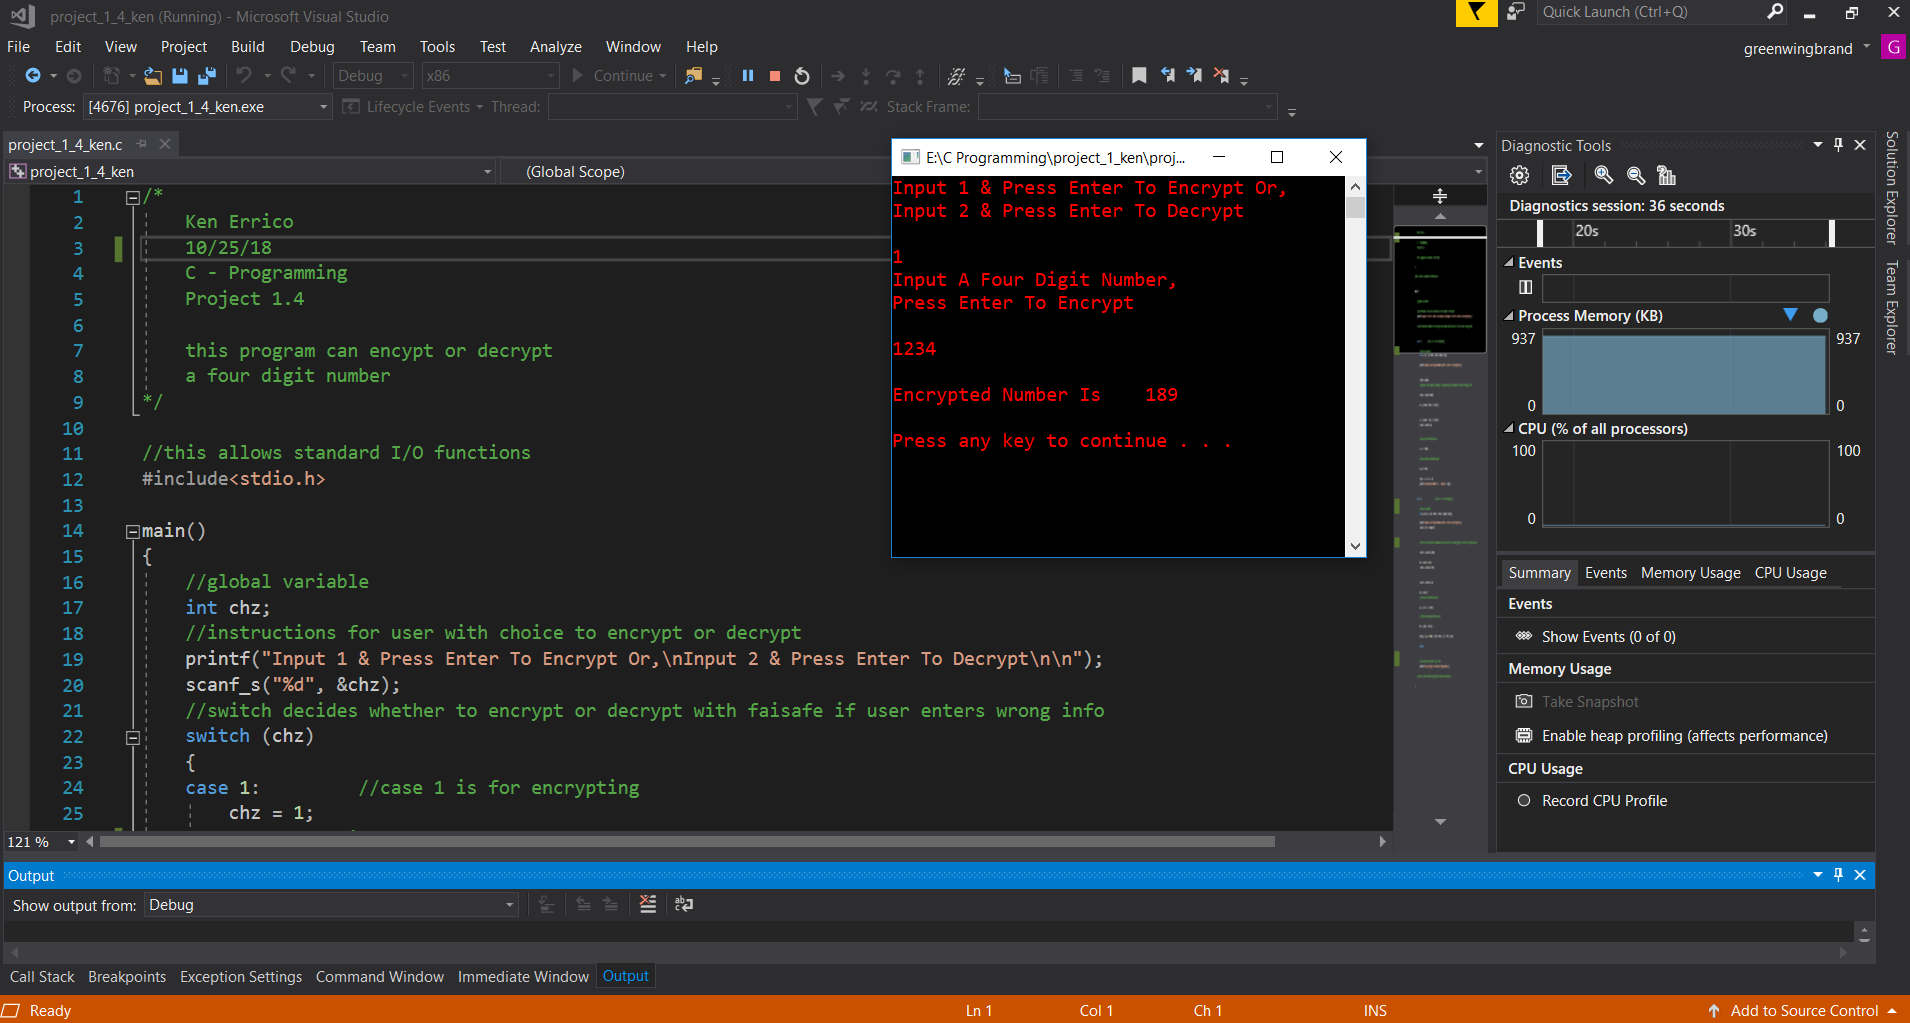 project_1_4_ken (Running) - Microsoft Visual Studio
Quick Launch (Ctrl+Q)
File Edit View Project Build Debug Team Tools Test Analyze Window Help
greenwingbrand G
Debug x86 Continue
Process: [4676] project_1_4_ken.exe Lifecycle Events Thread: Stack Frame:
project_1_4_ken.c
project_1_4_ken (Global Scope)
1 /*
2 Ken Errico
3 10/25/18
4 C - Programming
5 Project 1.4
6
7 this program can encypt or decrypt
8 a four digit number
9 */
10
11 //this allows standard I/O functions
12 #include<stdio.h>
13
14 main()
15 {
16 //global variable
17 int chz;
18 //instructions for user with choice to encrypt or decrypt
19 printf("Input 1 & Press Enter To Encrypt Or,\nInput 2 & Press Enter To Decrypt\n\n");
20 scanf_s("%d", &chz);
21 //switch decides whether to encrypt or decrypt with faisafe if user enters wrong info
22 switch (chz)
23 {
24 case 1: //case 1 is for encrypting
25 chz = 1;
121 %
E:\C Programming\project_1_ken\proj...
Input 1 & Press Enter To Encrypt Or,
Input 2 & Press Enter To Decrypt
1
Input A Four Digit Number,
Press Enter To Encrypt
1234
Encrypted Number Is 189
Press any key to continue . . .
Diagnostic Tools
Diagnostics session: 36 seconds
20s 30s
Events
Process Memory (KB)
937 937
0 0
CPU (% of all processors)
100 100
0 0
Summary Events Memory Usage CPU Usage
Events
Show Events (0 of 0)
Memory Usage
Take Snapshot
Enable heap profiling (affects performance)
CPU Usage
Record CPU Profile
Solution Explorer
Team Explorer
Output
Show output from: Debug
Call Stack Breakpoints Exception Settings Command Window Immediate Window Output
Ready Ln 1 Col 1 Ch 1 INS Add to Source Control